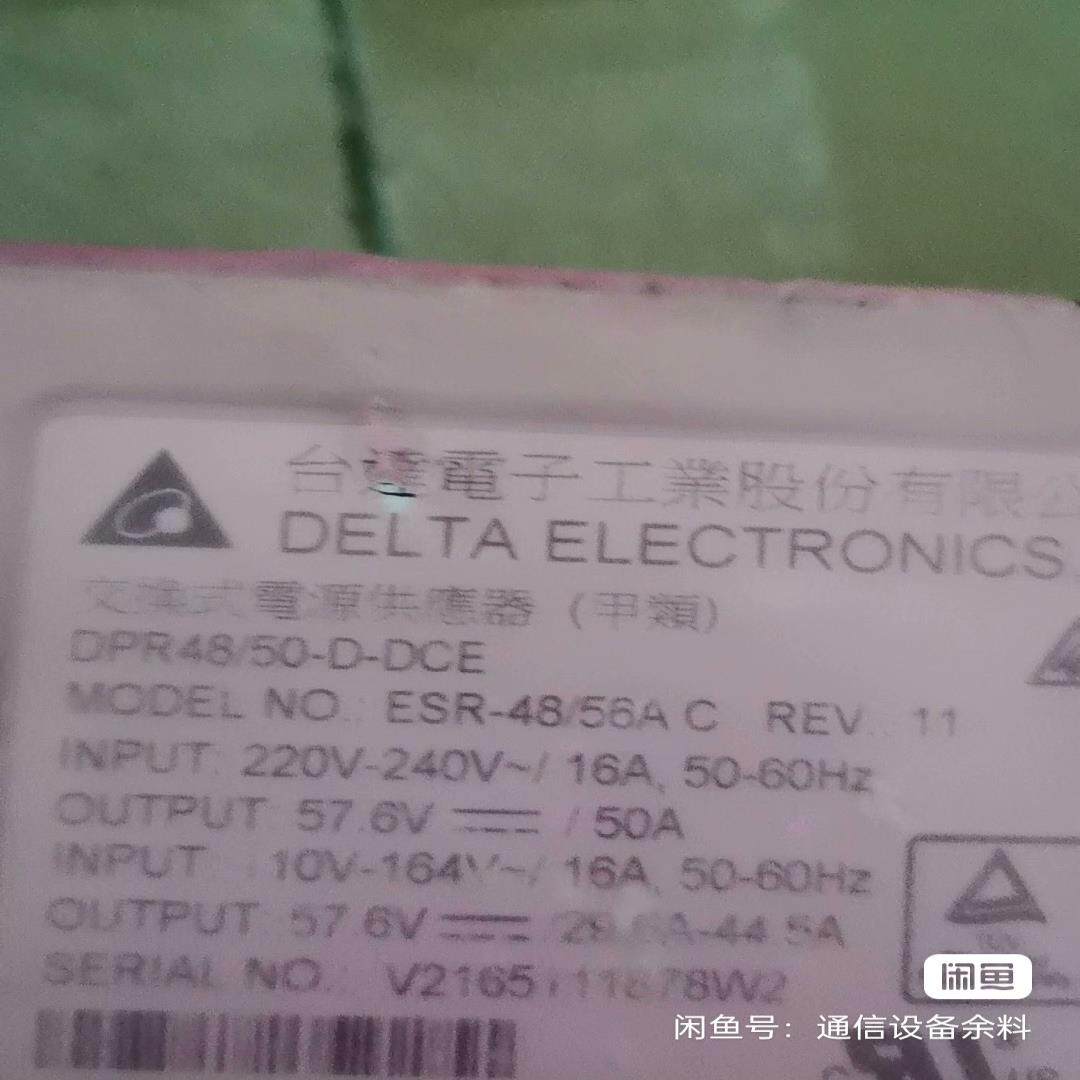 台達電子工業股份有限公
DELTA ELECTRONICS
交換式電源供應器 (甲類)
DPR48/50-D-DCE
MODEL NO.: ESR-48/56A C REV.: 11
INPUT: 220V-240V~/ 16A, 50-60Hz
OUTPUT: 57.6V / 50A
INPUT : 10V-164V~/ 16A, 50-60Hz
OUTPUT: 57.6V
SERIAL NO.:
闲鱼
闲鱼号：通信设备余料